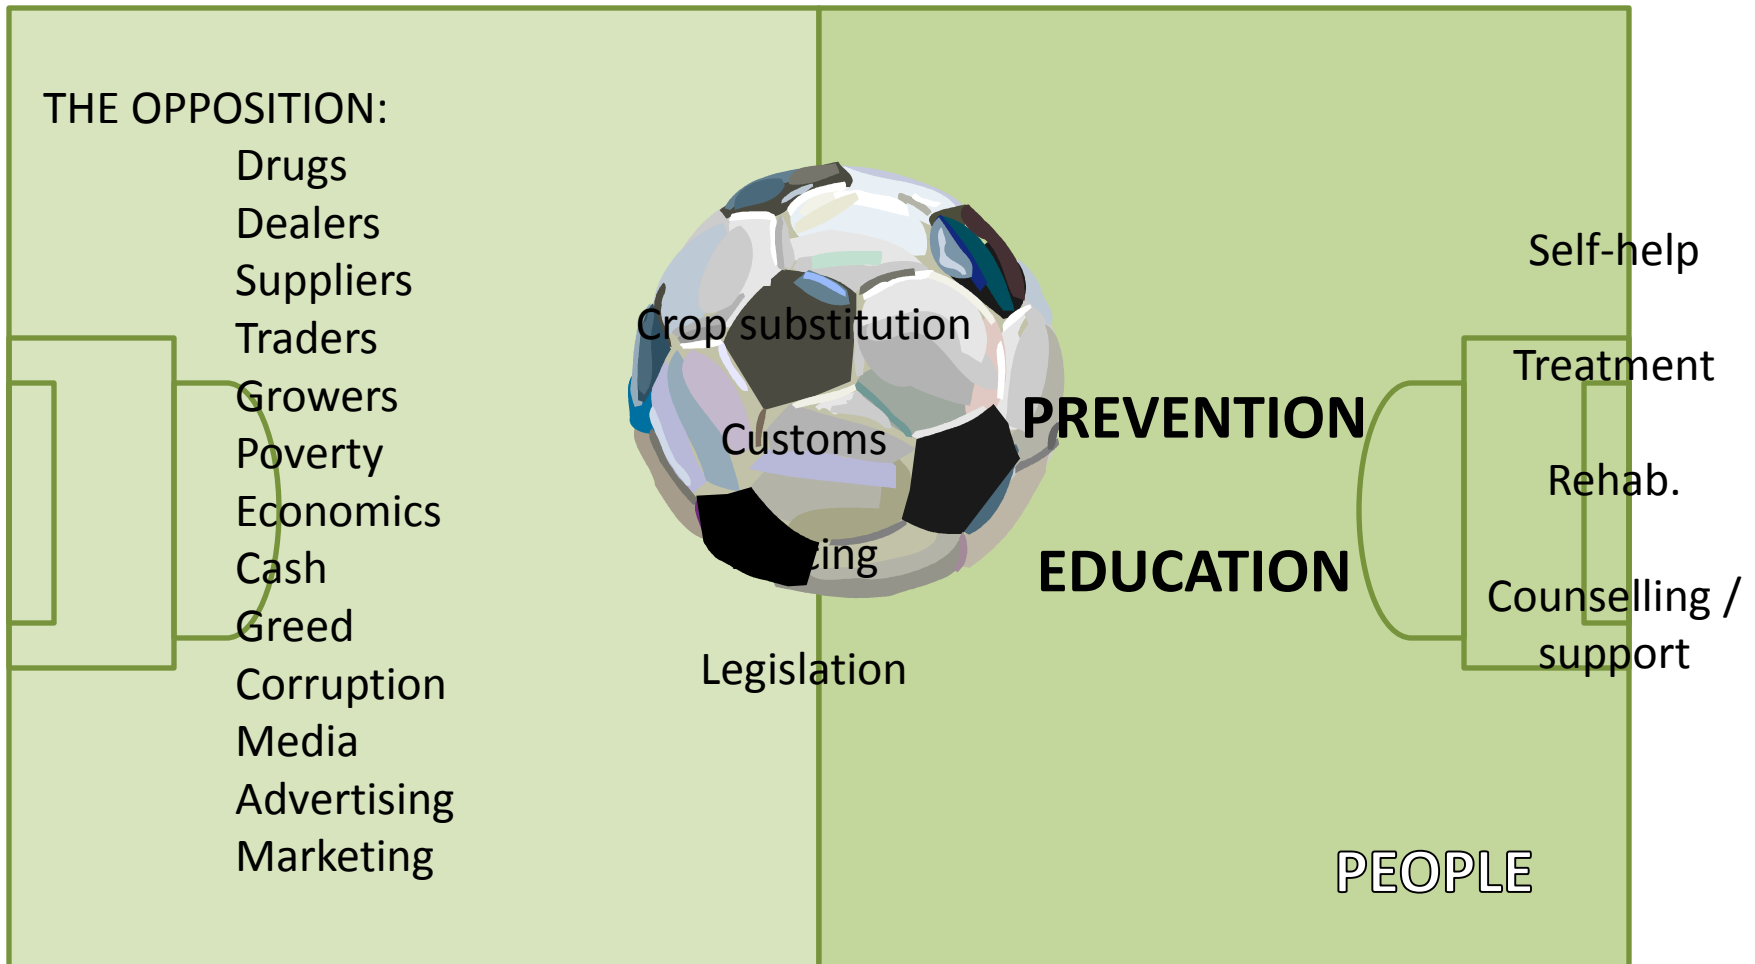 THE OPPOSITION:
Drugs
Dealers
Suppliers
Traders
Growers
Poverty
Economics
Cash
Greed
Corruption
Media
Advertising
Marketing
Crop substitution
Customs
Legislation
PREVENTION
EDUCATION
Self-help
Treatment
Rehab.
Counselling /
support
PEOPLE